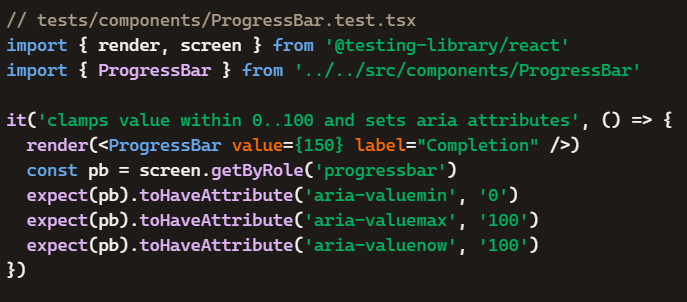 // tests/components/ProgressBar.test.tsx
import { render, screen } from '@testing-library/react'
import { ProgressBar } from '../../src/components/ProgressBar'

it('clamps value within 0..100 and sets aria attributes', () => {
  render(<ProgressBar value={150} label="Completion" />)
  const pb = screen.getByRole('progressbar')
  expect(pb).toHaveAttribute('aria-valuemin', '0')
  expect(pb).toHaveAttribute('aria-valuemax', '100')
  expect(pb).toHaveAttribute('aria-valuenow', '100')
})